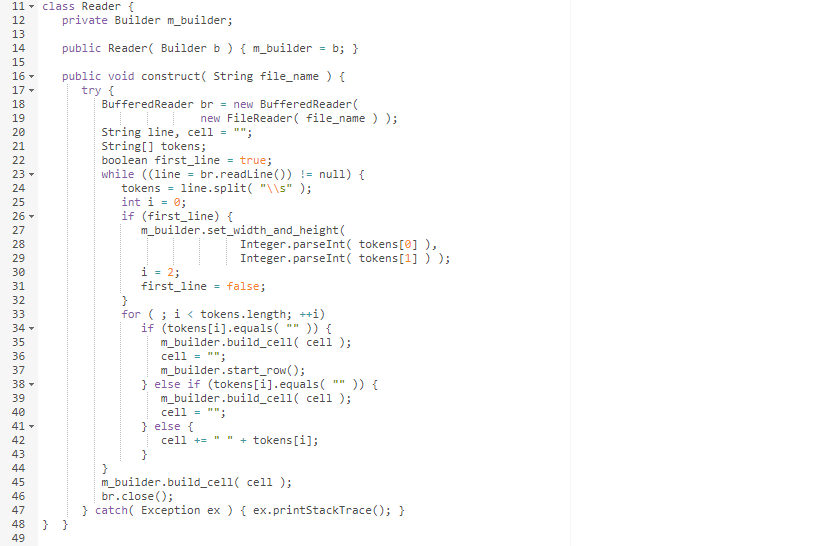 11 class Reader {
12 private Builder m_builder;
13
14 public Reader( Builder b ) { m_builder = b; }
15
16 public void construct( String file_name ) {
17 try {
18 BufferedReader br = new BufferedReader(
19 new FileReader( file_name ) );
20 String line, cell = "";
21 String[] tokens;
22 boolean first_line = true;
23 while ((line = br.readLine()) != null) {
24 tokens = line.split( "\\s" );
25 int i = 0;
26 if (first_line) {
27 m_builder.set_width_and_height(
28 Integer.parseInt( tokens[0] ),
29 Integer.parseInt( tokens[1] ) );
30 i = 2;
31 first_line = false;
32 }
33 for ( ; i < tokens.length; ++i)
34 if (tokens[i].equals( "" )) {
35 m_builder.build_cell( cell );
36 cell = "";
37 m_builder.start_row();
38 } else if (tokens[i].equals( "" )) {
39 m_builder.build_cell( cell );
40 cell = "";
41 } else {
42 cell += " " + tokens[i];
43 }
44 }
45 m_builder.build_cell( cell );
46 br.close();
47 } catch( Exception ex ) { ex.printStackTrace(); }
48 } }
49